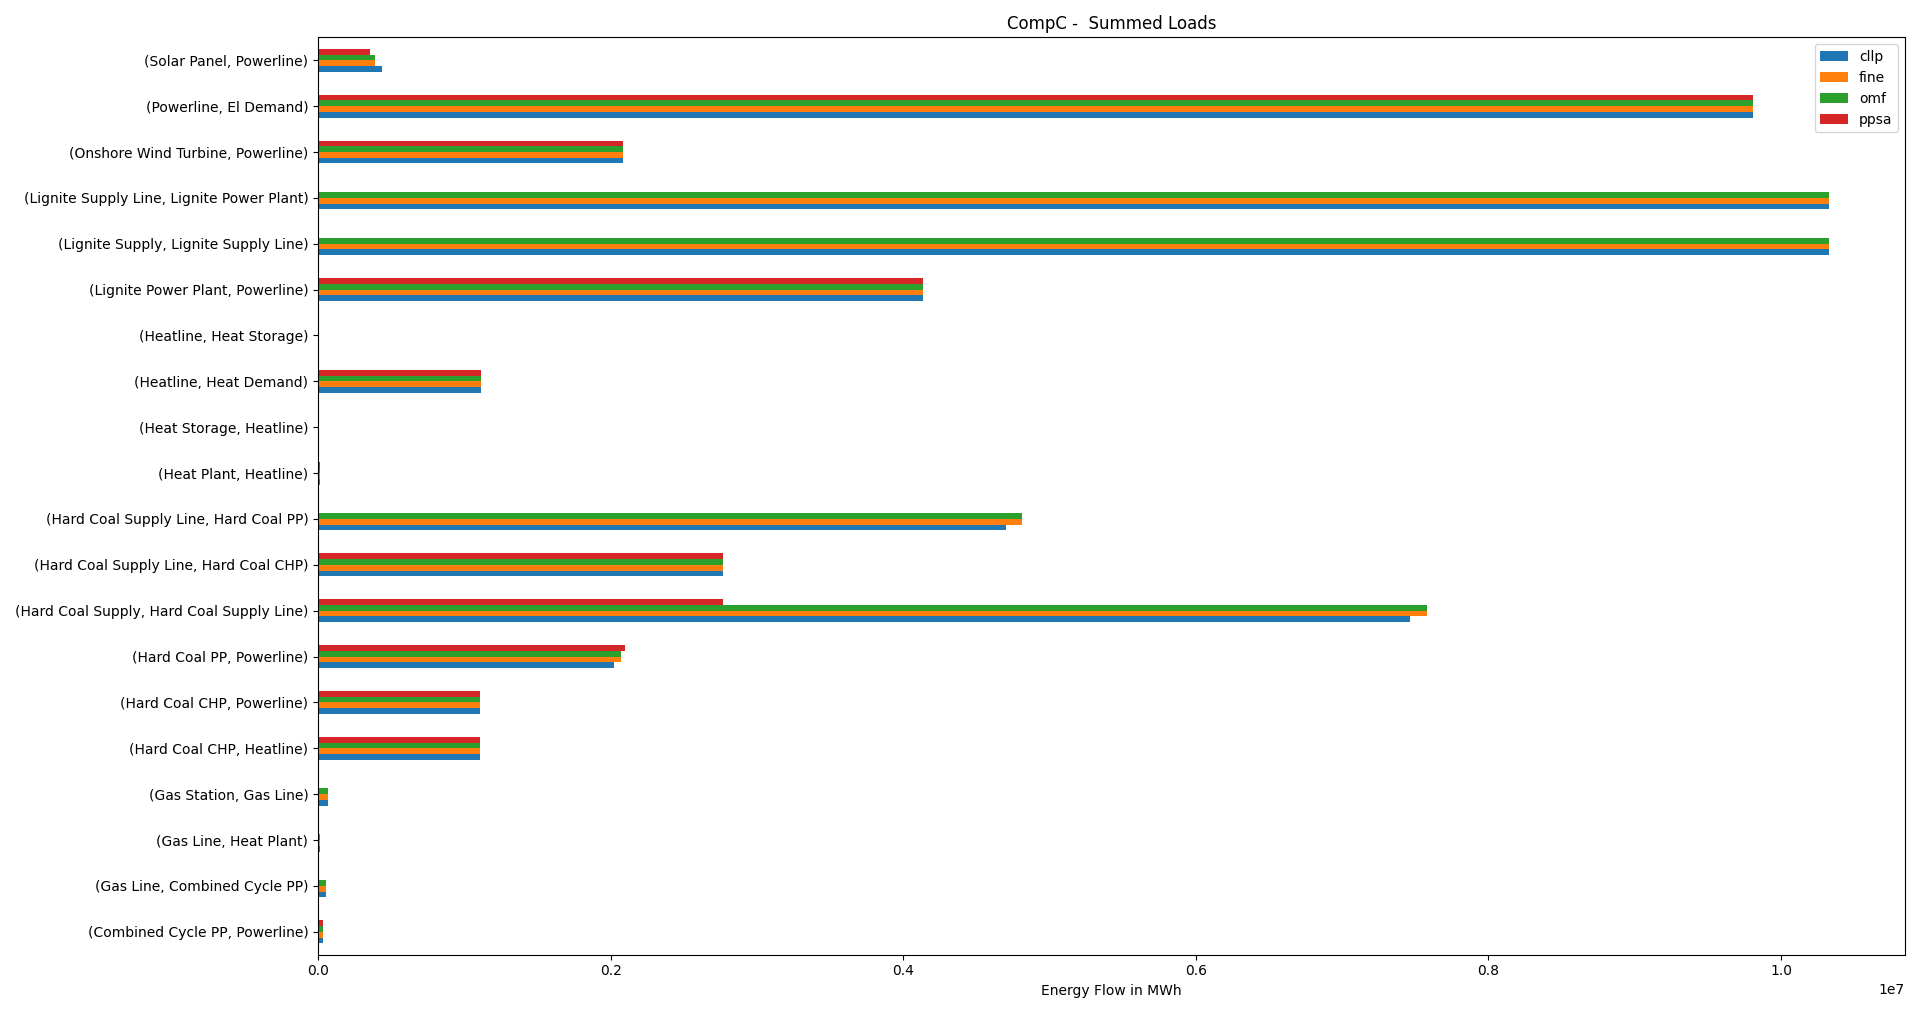 CompC -  Summed Loads
cllp
fine
omf
ppsa
(Solar Panel, Powerline)
(Powerline, El Demand)
(Onshore Wind Turbine, Powerline)
(Lignite Supply Line, Lignite Power Plant)
(Lignite Supply, Lignite Supply Line)
(Lignite Power Plant, Powerline)
(Heatline, Heat Storage)
(Heatline, Heat Demand)
(Heat Storage, Heatline)
(Heat Plant, Heatline)
(Hard Coal Supply Line, Hard Coal PP)
(Hard Coal Supply Line, Hard Coal CHP)
(Hard Coal Supply, Hard Coal Supply Line)
(Hard Coal PP, Powerline)
(Hard Coal CHP, Powerline)
(Hard Coal CHP, Heatline)
(Gas Station, Gas Line)
(Gas Line, Heat Plant)
(Gas Line, Combined Cycle PP)
(Combined Cycle PP, Powerline)
0.0 0.2 0.4 0.6 0.8 1.0
Energy Flow in MWh
1e7